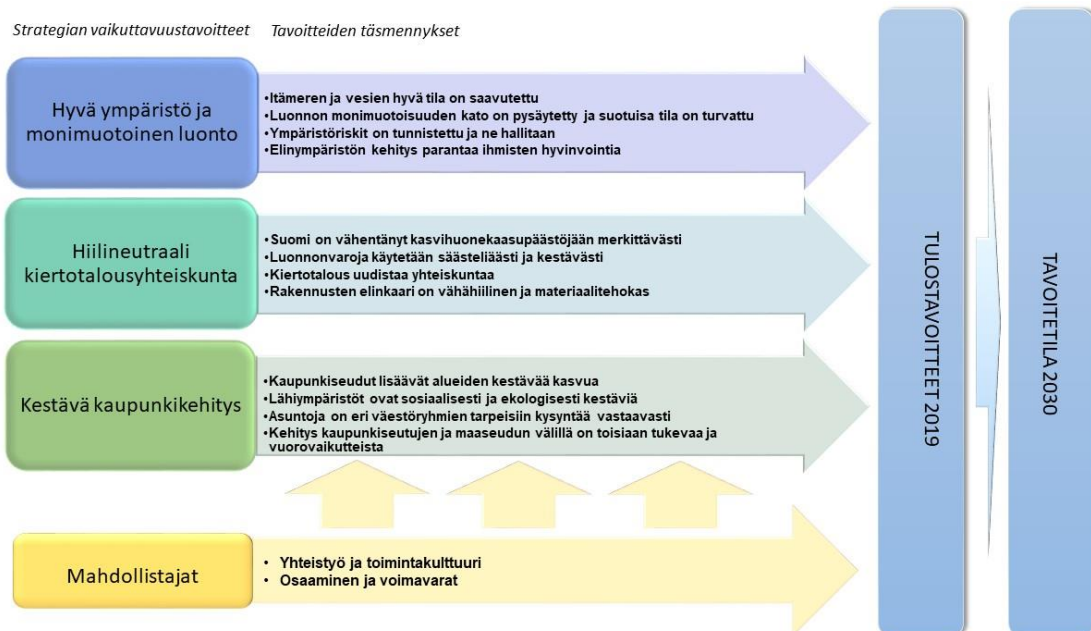 Strategian vaikuttavuustavoitteet
Tavoitteiden täsmennykset
Hyvä ympäristö ja
monimuotoinen luonto
•Itämeren ja vesien hyvä tila on saavutettu
•Luonnon monimuotoisuuden kato on pysäytetty ja suotuisa tila on turvattu
•Ympäristöriskit on tunnistettu ja ne hallitaan
•Elinympäristön kehitys parantaa ihmisten hyvinvointia
Hiilineutraali
kiertotalousyhteiskunta
•Suomi on vähentänyt kasvihuonekaasupäästöjään merkittävästi
•Luonnonvaroja käytetään säästeliäästi ja kestävästi
•Kiertotalous uudistaa yhteiskuntaa
•Rakennusten elinkaari on vähähiilinen ja materiaalitehokas
Kestävä kaupunkikehitys
•Kaupunkiseudut lisäävät alueiden kestävää kasvua
•Lähiympäristöt ovat sosiaalisesti ja ekologisesti kestäviä
•Asuntoja on eri väestöryhmien tarpeisiin kysyntää vastaavasti
•Kehitys kaupunkiseutujen ja maaseudun välillä on toisiaan tukevaa ja
vuorovaikutteista
Mahdollistajat
• Yhteistyö ja toimintakulttuuri
• Osaaminen ja voimavarat
TULOSTAVOITTEET 2019
TAVOITETILA 2030